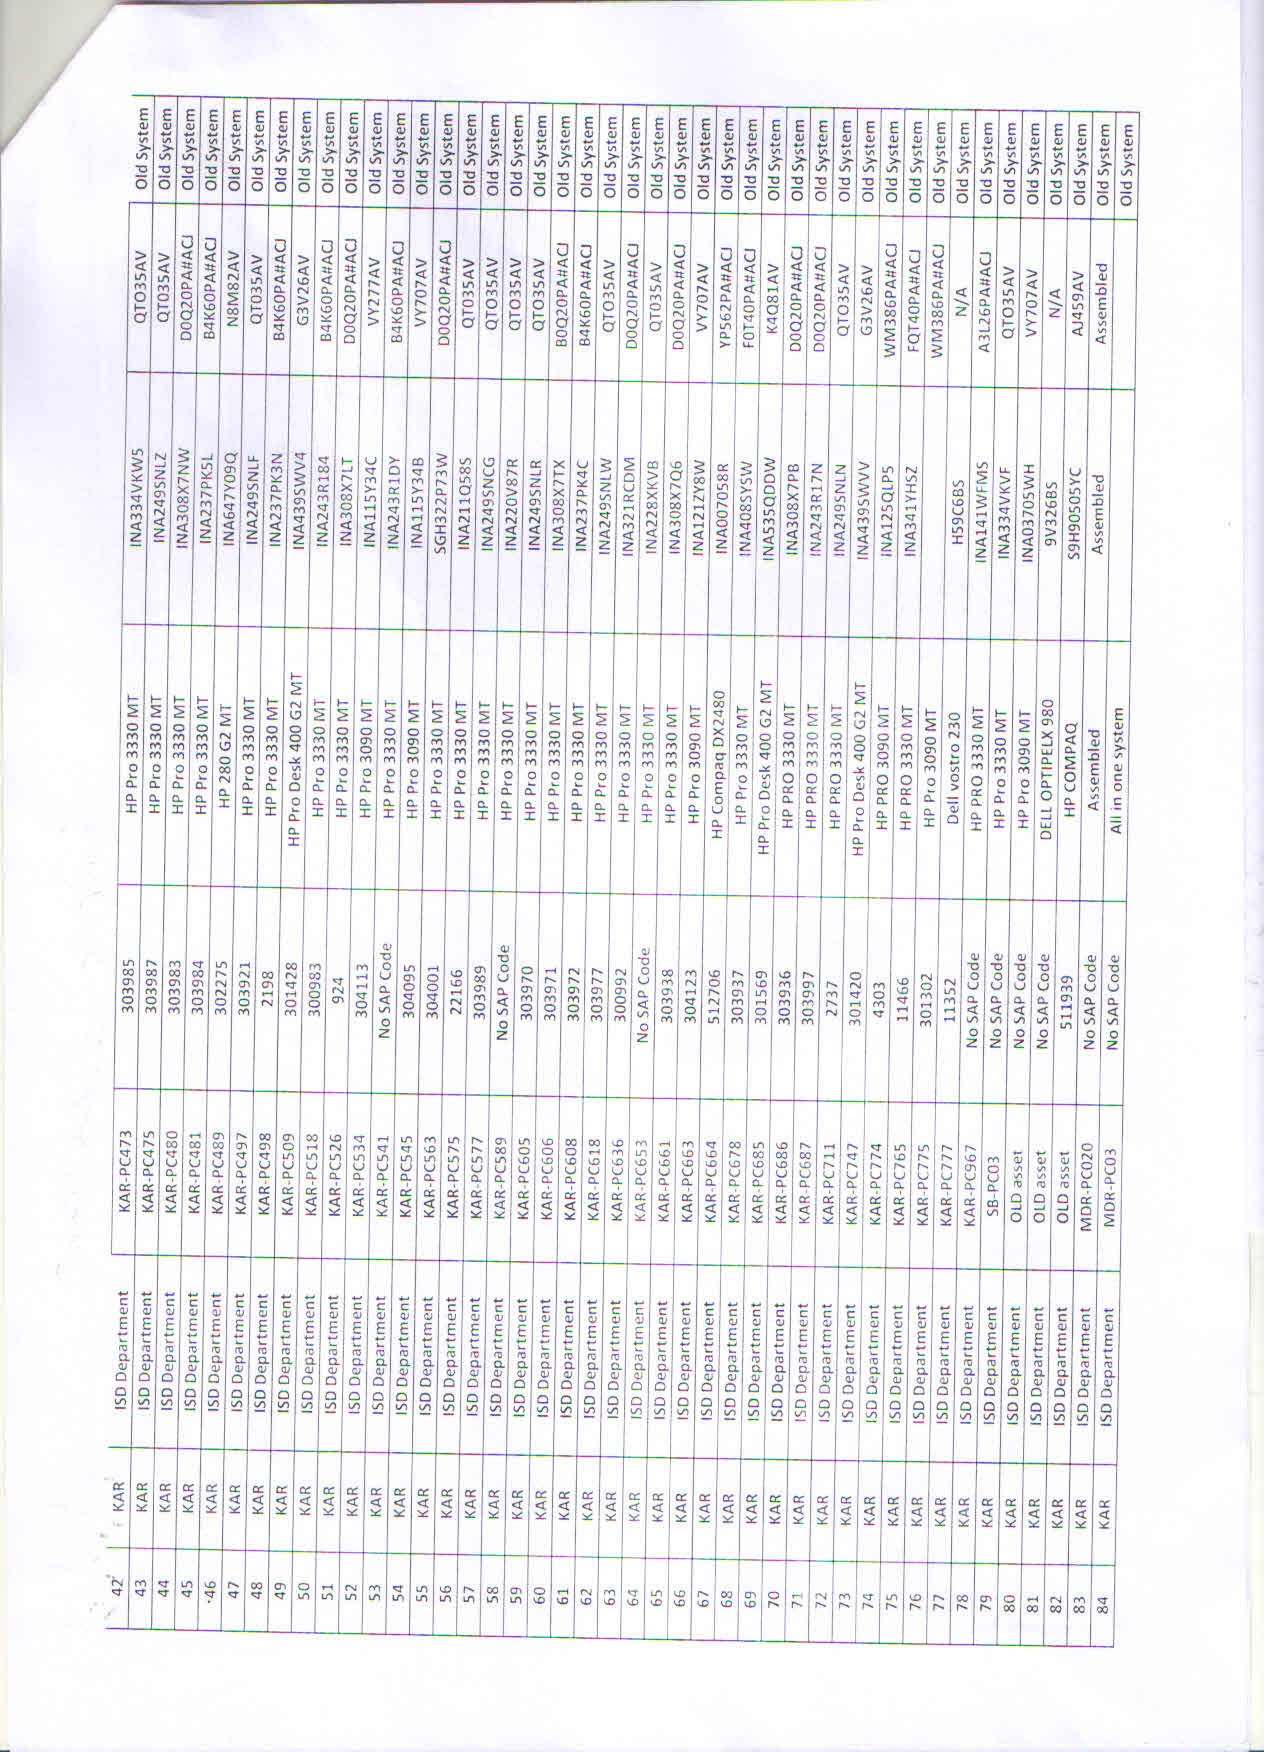 42 KAR ISD Department KAR-PC473 303985 HP Pro 3330 MT INA334VKW5 QTO35AV Old System
43 KAR ISD Department KAR-PC475 303987 HP Pro 3330 MT INA249SNLZ QT035AV Old System
44 KAR ISD Department KAR-PC480 303983 HP Pro 3330 MT INA308X7NW D0Q20PA#ACJ Old System
45 KAR ISD Department KAR-PC481 303984 HP Pro 3330 MT INA237PK5L B4K60PA#ACJ Old System
46 KAR ISD Department KAR-PC489 302275 HP 280 G2 MT INA647Y09Q N8M82AV Old System
47 KAR ISD Department KAR-PC497 303921 HP Pro 3330 MT INA249SNLF QT035AV Old System
48 KAR ISD Department KAR-PC498 2198 HP Pro 3330 MT INA237PK3N B4K60PA#ACJ Old System
49 KAR ISD Department KAR-PC509 301428 HP Pro Desk 400 G2 MT INA439SWV4 G3V26AV Old System
50 KAR ISD Department KAR-PC518 300983 HP Pro 3330 MT INA243R184 B4K60PA#ACJ Old System
51 KAR ISD Department KAR-PC526 924 HP Pro 3330 MT INA308X7LT D0Q20PA#ACJ Old System
52 KAR ISD Department KAR-PC534 304113 HP Pro 3090 MT INA115Y34C VY277AV Old System
53 KAR ISD Department KAR-PC541 No SAP Code HP Pro 3330 MT INA243R1DY B4K60PA#ACJ Old System
54 KAR ISD Department KAR-PC545 304095 HP Pro 3090 MT INA115Y34B VY707AV Old System
55 KAR ISD Department KAR-PC563 304001 HP Pro 3330 MT SGH322P73W D0Q20PA#ACJ Old System
56 KAR ISD Department KAR-PC575 22166 HP Pro 3330 MT INA211Q58S QT035AV Old System
57 KAR ISD Department KAR-PC577 303989 HP Pro 3330 MT INA249SNCG QTO35AV Old System
58 KAR ISD Department KAR-PC589 No SAP Code HP Pro 3330 MT INA220V87R QTO35AV Old System
59 KAR ISD Department KAR-PC605 303970 HP Pro 3330 MT INA249SNLR QTO35AV Old System
60 KAR ISD Department KAR-PC606 303971 HP Pro 3330 MT INA308X7TX B0Q20PA#ACJ Old System
61 KAR ISD Department KAR-PC608 303972 HP Pro 3330 MT INA237PK4C B4K60PA#ACJ Old System
62 KAR ISD Department KAR-PC618 303977 HP Pro 3330 MT INA249SNLW QTO35AV Old System
63 KAR ISD Department KAR-PC636 300992 HP Pro 3330 MT INA321RCDM D0Q20PA#ACJ Old System
64 KAR ISD Department KAR-PC653 No SAP Code HP Pro 3330 MT INA228XKVB QT035AV Old System
65 KAR ISD Department KAR-PC661 303938 HP Pro 3330 MT INA308X7Q6 D0Q20PA#ACJ Old System
66 KAR ISD Department KAR-PC663 304123 HP Pro 3090 MT INA121ZY8W VY707AV Old System
67 KAR ISD Department KAR-PC664 512706 HP Compaq DX2480 INA007058R YP562PA#ACJ Old System
68 KAR ISD Department KAR-PC678 303937 HP Pro 3330 MT INA408SYSW F0T40PA#ACJ Old System
69 KAR ISD Department KAR-PC685 301569 HP Pro Desk 400 G2 MT INA535QDDW K4Q81AV Old System
70 KAR ISD Department KAR-PC686 303936 HP PRO 3330 MT INA308X7PB D0Q20PA#ACJ Old System
71 KAR ISD Department KAR-PC687 303997 HP PRO 3330 MT INA243R17N D0Q20PA#ACJ Old System
72 KAR ISD Department KAR-PC711 2737 HP PRO 3330 MT INA249SNLN QTO35AV Old System
73 KAR ISD Department KAR-PC747 301420 HP Pro Desk 400 G2 MT INA439SWVV G3V26AV Old System
74 KAR ISD Department KAR-PC774 4303 HP PRO 3090 MT INA125QLP5 WM386PA#ACJ Old System
75 KAR ISD Department KAR-PC765 11466 HP PRO 3330 MT INA341YHSZ FQT40PA#ACJ Old System
76 KAR ISD Department KAR-PC775 301302 HP Pro 3090 MT WM386PA#ACJ Old System
77 KAR ISD Department KAR-PC777 11352 Dell vostro 230 H59C6BS N/A Old System
78 KAR ISD Department KAR-PC967 No SAP Code HP PRO 3330 MT INA141WFMS A3L26PA#ACJ Old System
79 KAR ISD Department SB-PC03 No SAP Code HP Pro 3330 MT INA334VKVF QTO35AV Old System
80 KAR ISD Department OLD asset No SAP Code HP Pro 3090 MT INA03705WH VY707AV Old System
81 KAR ISD Department OLD asset No SAP Code DELL OPTIPELX 980 9V326BS N/A Old System
82 KAR ISD Department OLD asset 511939 HP COMPAQ S9H90505YC AJ459AV Old System
83 KAR ISD Department MDR-PC020 No SAP Code Assembled Assembled Assembled Old System
84 KAR ISD Department MDR-PC03 No SAP Code All in one system Old System